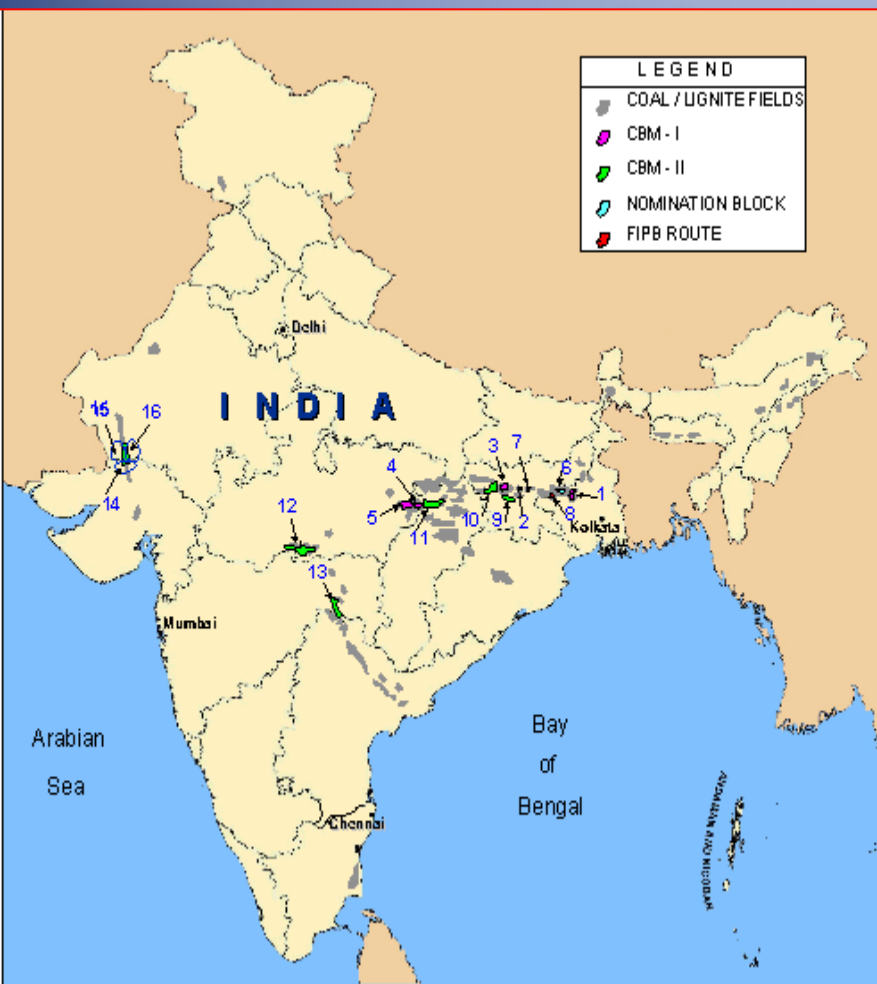 LEGEND
COAL / LIGNITE FIELDS
CBM - I
CBM - II
NOMINATION BLOCK
FIPB ROUTE
Delhi
INDIA
15
16
14
3
7
6
4
1
5
10
9
2
8
Kolkata
11
12
13
Mumbai
Arabian
Sea
Bay
of
Bengal
Chennai